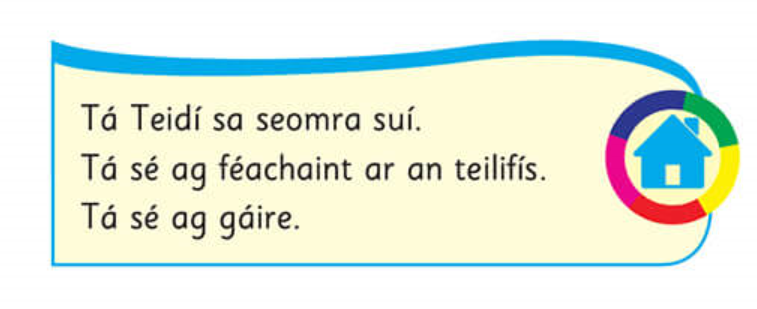 Tá Teidí sa seomra suí.
Tá sé ag féachaint ar an teilifís.
Tá sé ag gáire.